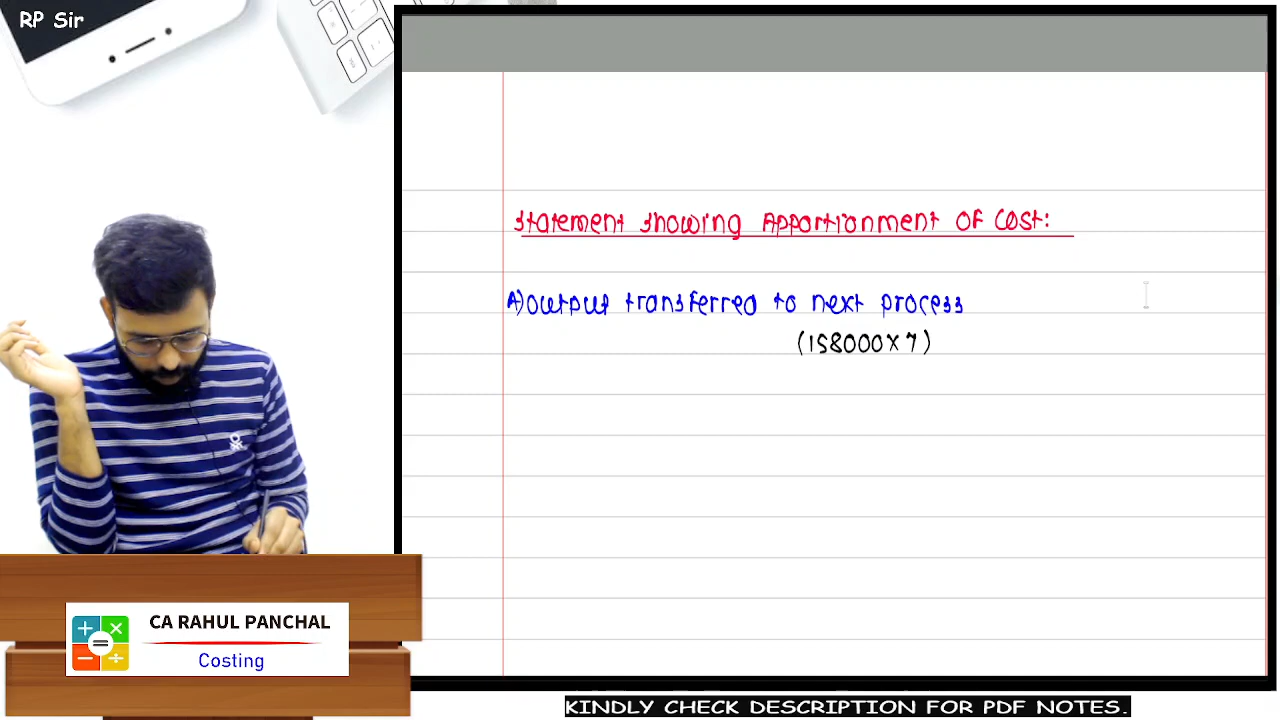 RP Sir
Statement showing Apportionment of Cost:
A) output transferred to next process
(158000 x 7)
CA RAHUL PANCHAL
Costing
KINDLY CHECK DESCRIPTION FOR PDF NOTES.